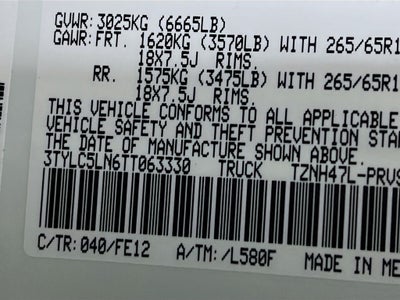 GVWR: 3025KG (6665LB)
GAWR: FRT. 1620KG (3570LB) WITH 265/65R1
18X7.5J RIMS.
RR. 1575KG (3475LB) WITH 265/65R1
18X7.5J RIMS.
THIS VEHICLE CONFORMS TO ALL APPLICABLE
VEHICLE SAFETY AND THEFT PREVENTION STA
THE DATE OF MANUFACTURE SHOWN ABOVE.
3TYLC5LN6TT063330 TRUCK TZNH47L-PRVS
C/TR: 040/FE12 A/TM: /L580F MADE IN ME